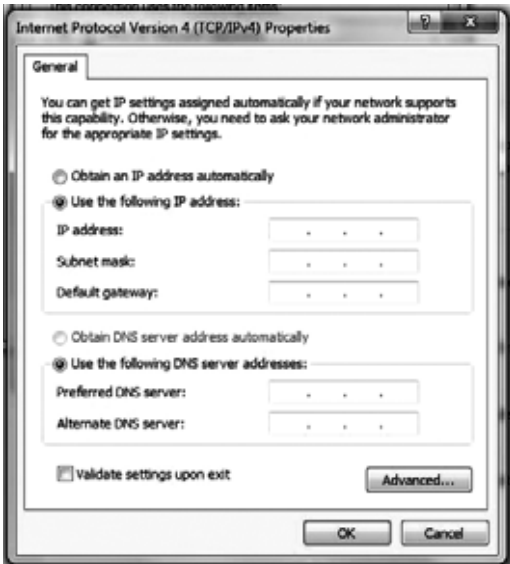 Internet Protocol Version 4 (TCP/IPv4) Properties
?
General
You can get IP settings assigned automatically if your network supports
this capability. Otherwise, you need to ask your network administrator
for the appropriate IP settings.
Obtain an IP address automatically
Use the following IP address:
IP address:
Subnet mask:
Default gateway:
Obtain DNS server address automatically
Use the following DNS server addresses:
Preferred DNS server:
Alternate DNS server:
Validate settings upon exit
Advanced...
OK
Cancel